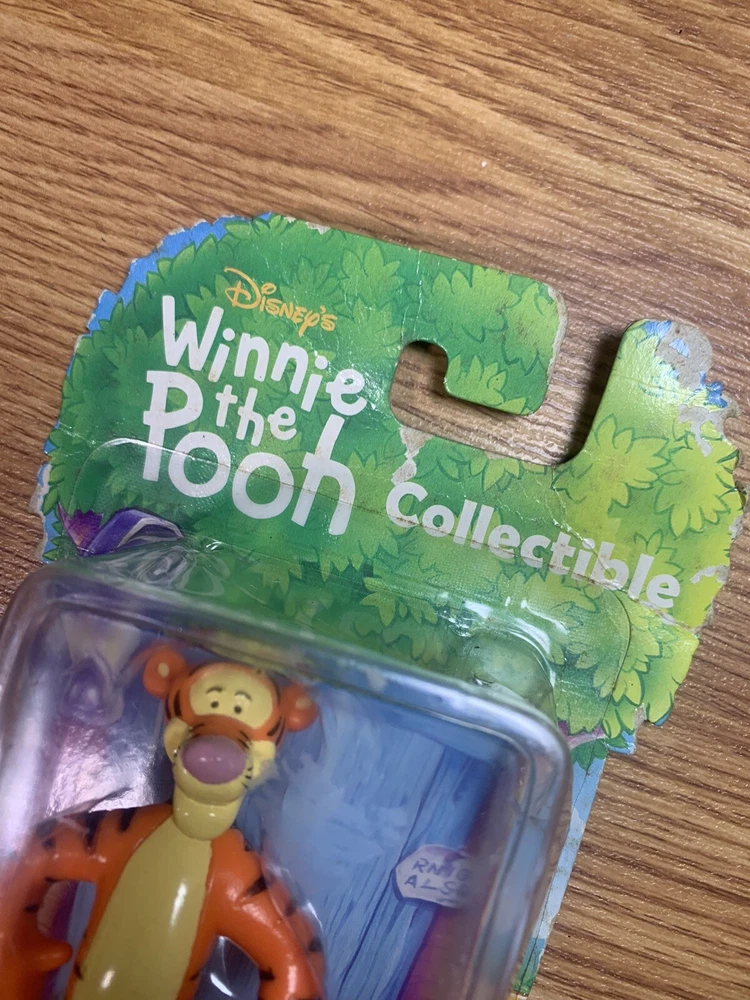 Disney's
Winnie
the
Pooh
Collectible